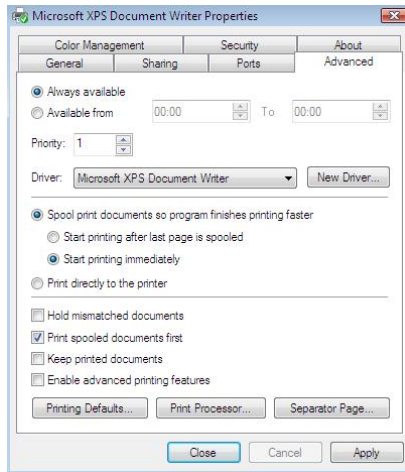 Microsoft XPS Document Writer Properties
Color Management Security About
General Sharing Ports Advanced
Always available
Available from 00:00 To 00:00
Priority: 1
Driver: Microsoft XPS Document Writer New Driver...
Spool print documents so program finishes printing faster
Start printing after last page is spooled
Start printing immediately
Print directly to the printer
Hold mismatched documents
Print spooled documents first
Keep printed documents
Enable advanced printing features
Printing Defaults... Print Processor... Separator Page...
Close Cancel Apply